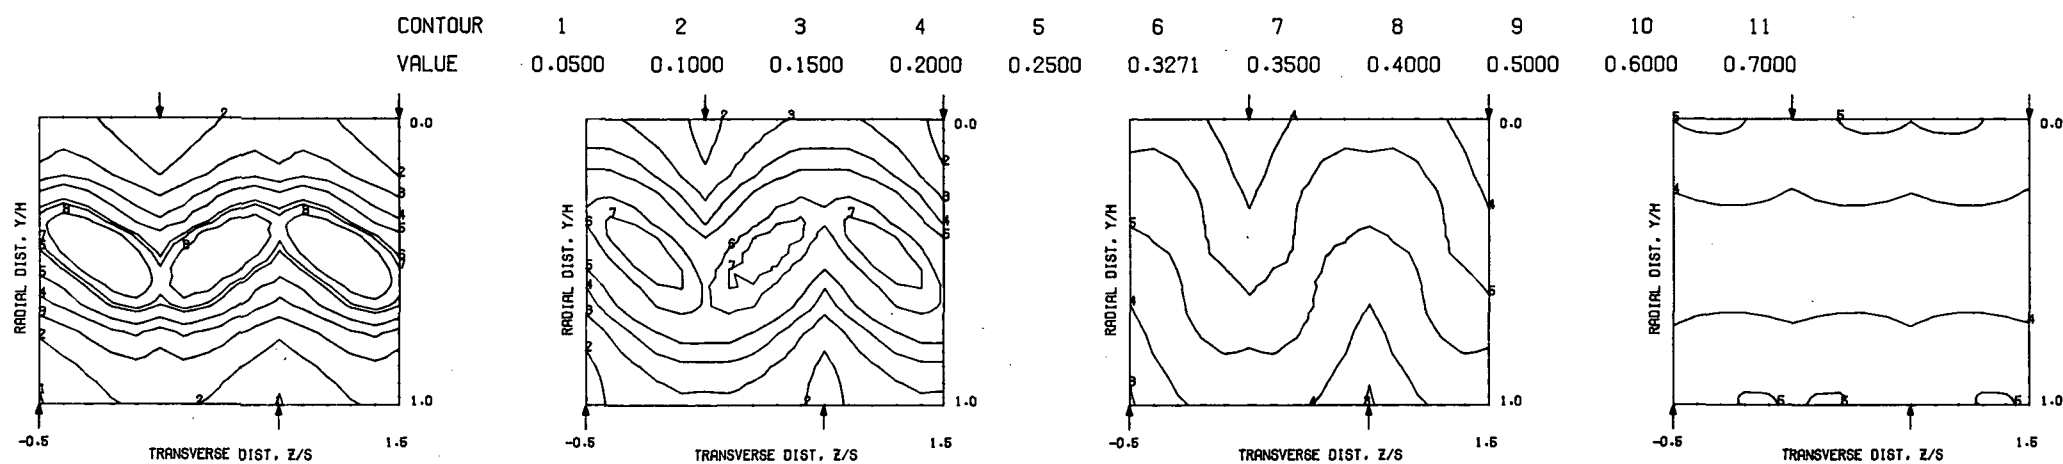 CONTOUR 1 2 3 4 5 6 7 8 9 10 11
VALUE 0.0500 0.1000 0.1500 0.2000 0.2500 0.3271 0.3500 0.4000 0.5000 0.6000 0.7000
0.0 0.0 0.0 0.0
RADIAL DIST. Y/H RADIAL DIST. Y/H RADIAL DIST. Y/H RADIAL DIST. Y/H
1.0 1.0 1.0 1.0
-0.5 1.5 -0.5 1.5 -0.5 1.5 -0.5 1.5
TRANSVERSE DIST. Z/S TRANSVERSE DIST. Z/S TRANSVERSE DIST. Z/S TRANSVERSE DIST. Z/S